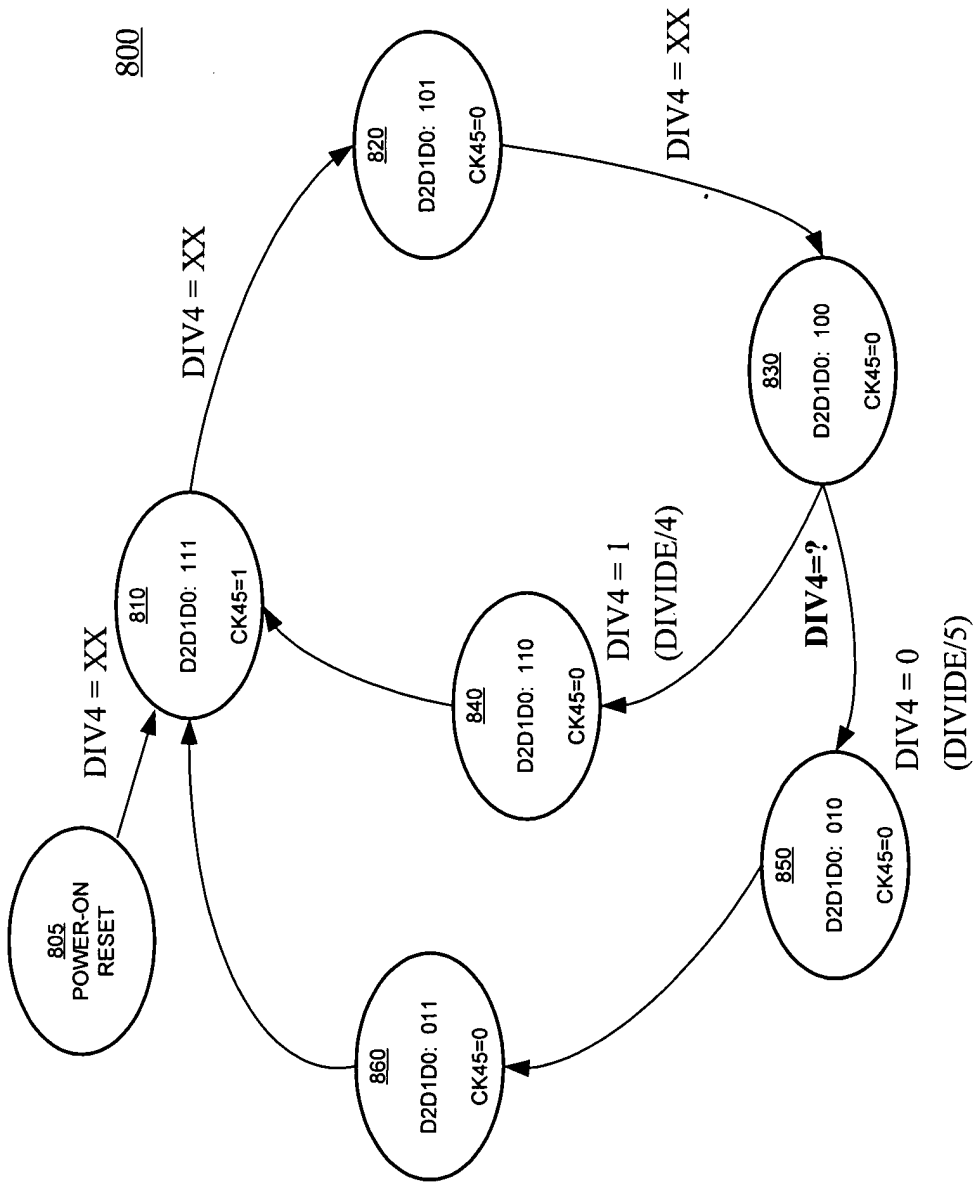 800
805
POWER-ON
RESET
DIV4 = XX
810
D2D1D0: 111
CK45=1
DIV4 = XX
820
D2D1D0: 101
CK45=0
DIV4 = XX
830
D2D1D0: 100
CK45=0
DIV4=?
DIV4 = 1
(DIVIDE/4)
840
D2D1D0: 110
CK45=0
DIV4 = 0
(DIVIDE/5)
850
D2D1D0: 010
CK45=0
860
D2D1D0: 011
CK45=0